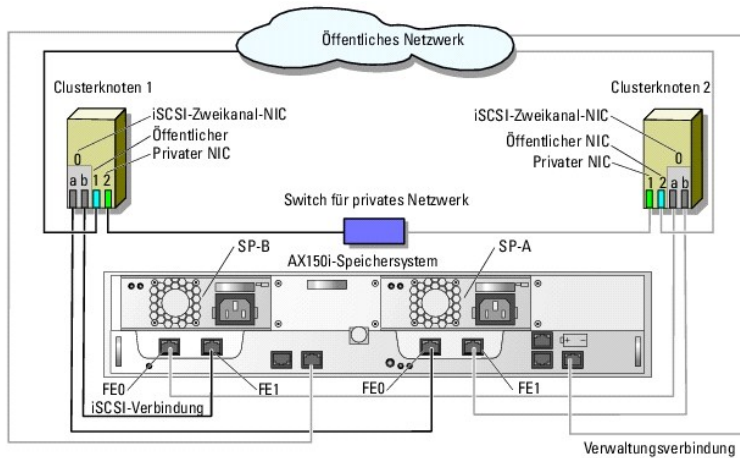 Öffentliches Netzwerk
Clusterknoten 1
Clusterknoten 2
iSCSI-Zweikanal-NIC
Öffentlicher
Privater NIC
0
a b 1 2
iSCSI-Zweikanal-NIC
Öffentlicher NIC
Privater NIC
0
1 2 a b
Switch für privates Netzwerk
SP-B
SP-A
AX150i-Speichersystem
FE0
FE1
FE0
FE1
iSCSI-Verbindung
Verwaltungsverbindung